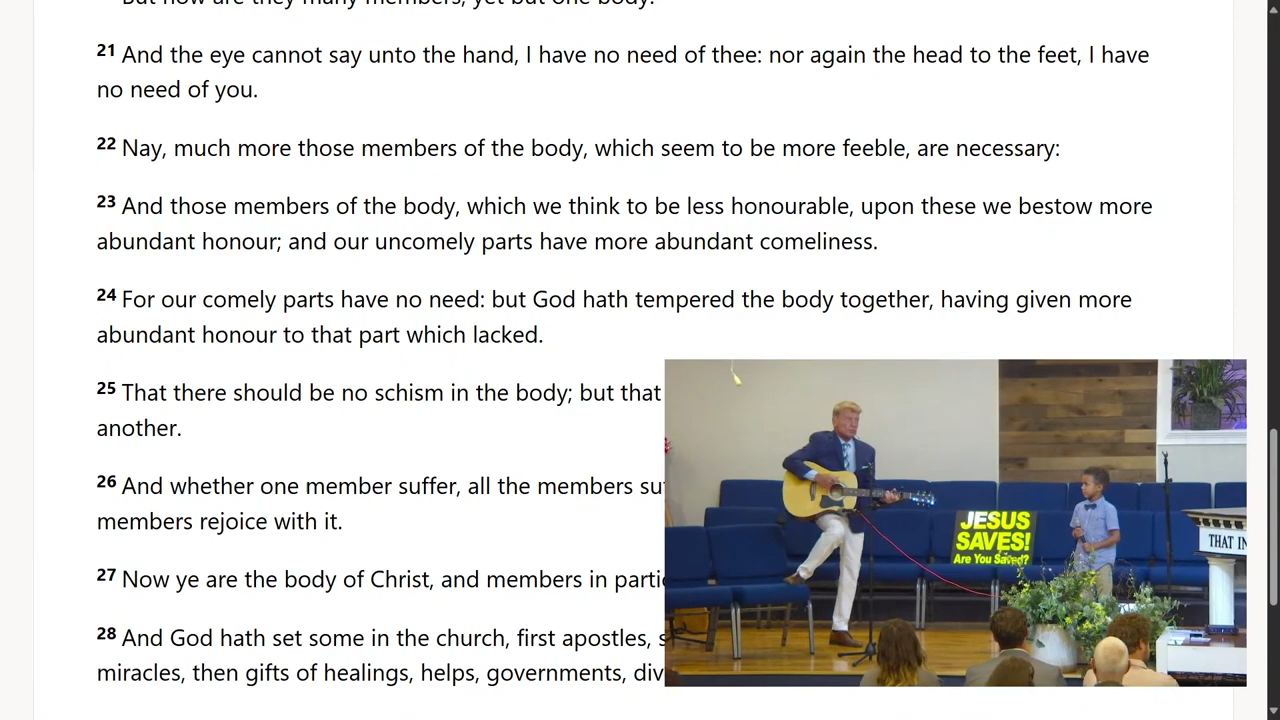 But now are they many members, yet but one body.
21 And the eye cannot say unto the hand, I have no need of thee: nor again the head to the feet, I have
no need of you.
22 Nay, much more those members of the body, which seem to be more feeble, are necessary:
23 And those members of the body, which we think to be less honourable, upon these we bestow more
abundant honour; and our uncomely parts have more abundant comeliness.
24 For our comely parts have no need: but God hath tempered the body together, having given more
abundant honour to that part which lacked.
25 That there should be no schism in the body; but that
another.
26 And whether one member suffer, all the members su
members rejoice with it.
27 Now ye are the body of Christ, and members in partic
28 And God hath set some in the church, first apostles, s
miracles, then gifts of healings, helps, governments, div
JESUS
SAVES!
Are You Saved?
THAT IN